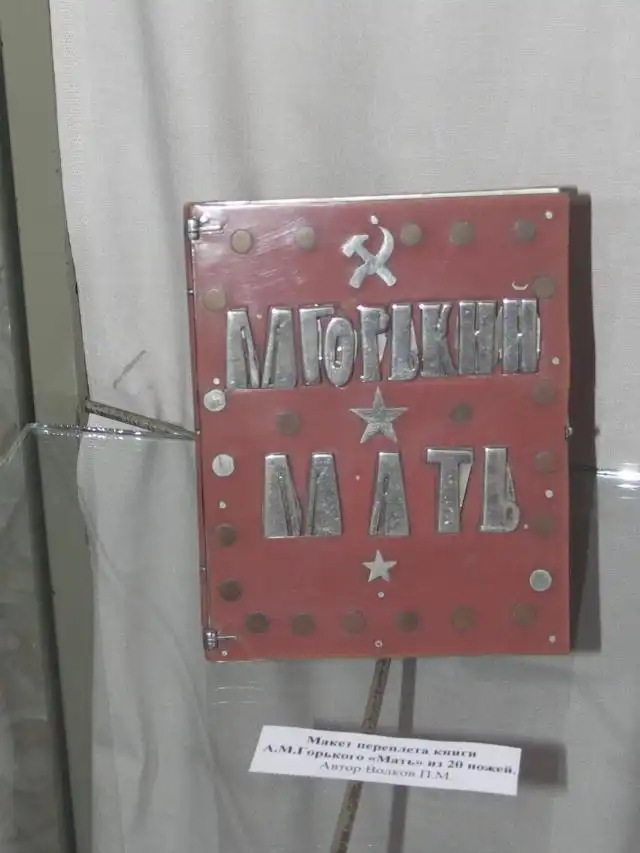 А.М.ГОРЬКИЙ
МАТЬ
Макет переплета книги
А.М.Горького «Мать» из 20 ножей.
Автор Волков П.М.